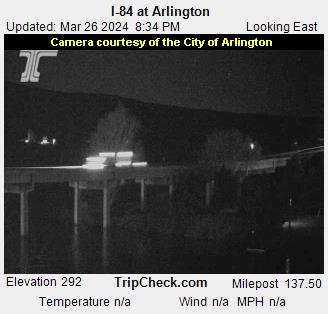 I-84 at Arlington
Updated: Mar 26 2024 8:34 PM Looking East
Camera courtesy of the City of Arlington
Elevation 292 TripCheck.com Milepost 137.50
Temperature n/a Wind n/a MPH n/a